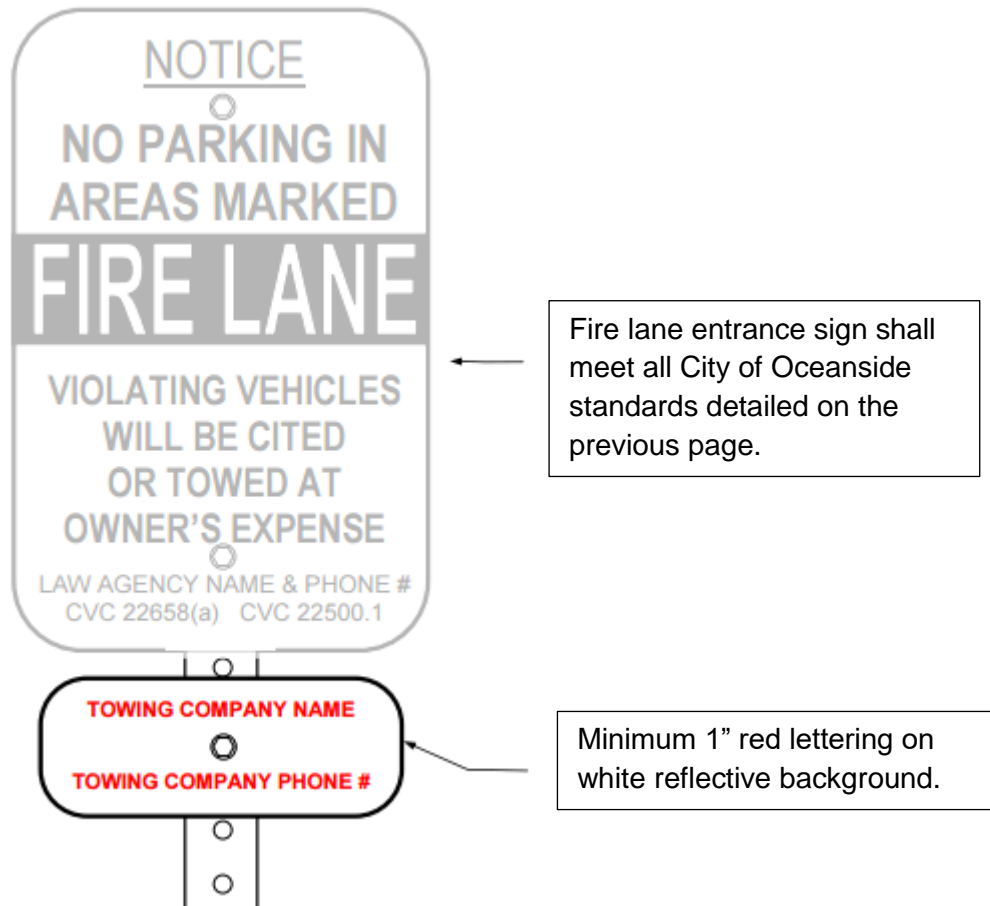 NOTICE
NO PARKING IN
AREAS MARKED
FIRE LANE
VIOLATING VEHICLES
WILL BE CITED
OR TOWED AT
OWNER'S EXPENSE
LAW AGENCY NAME & PHONE #
CVC 22658(a) CVC 22500.1
TOWING COMPANY NAME
TOWING COMPANY PHONE #
Fire lane entrance sign shall
meet all City of Oceanside
standards detailed on the
previous page.
Minimum 1” red lettering on
white reflective background.